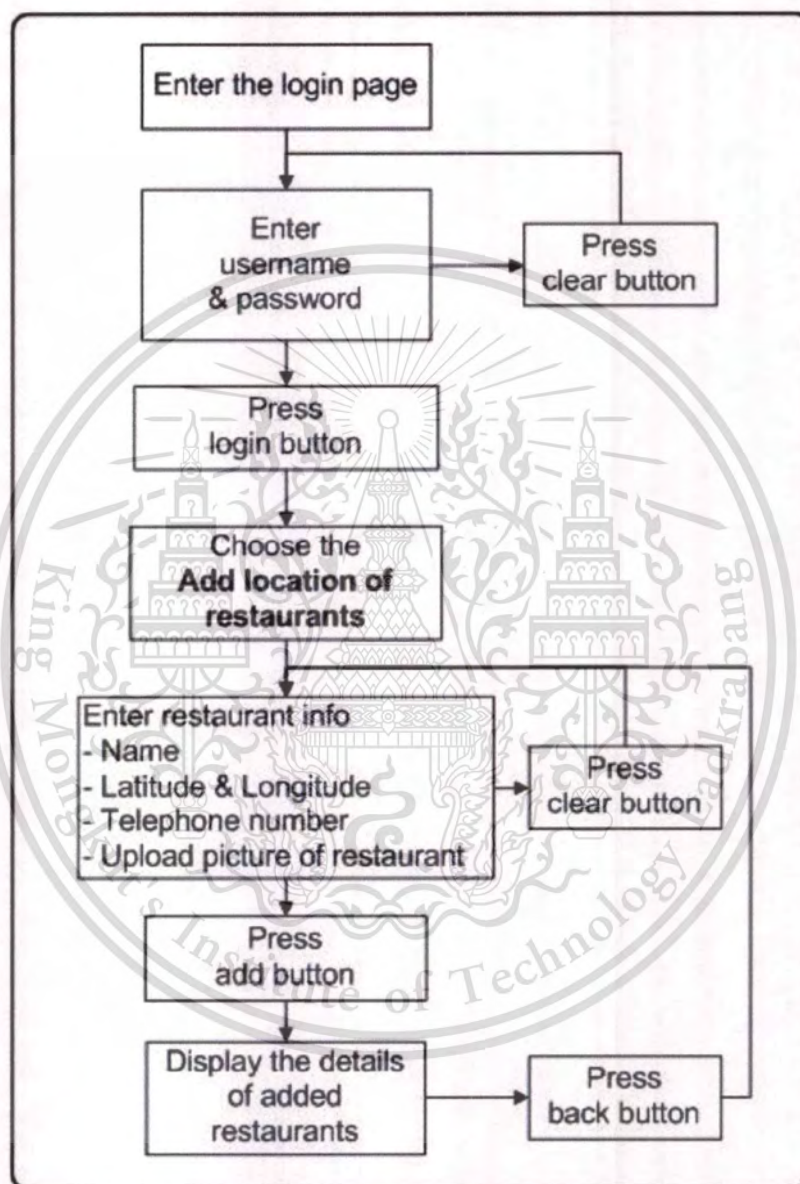 Enter the login page
Enter
username
& password
Press
clear button
Press
login button
Choose the
Add location of
restaurants
Enter restaurant info
- Name
- Latitude & Longitude
- Telephone number
- Upload picture of restaurant
Press
clear button
Press
add button
Display the details
of added
restaurants
Press
back button
King Mongkut's Institute of Technology Ladkrabang